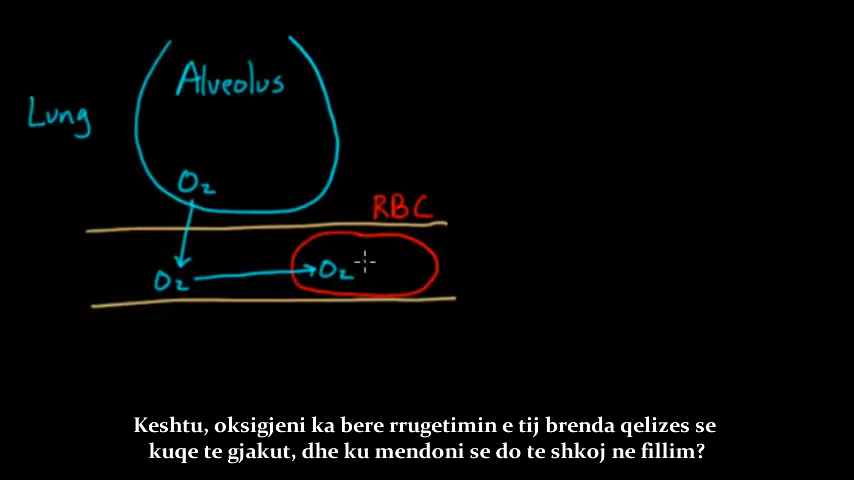 Alveolus
Lung
O₂
RBC
O₂
O₂
Keshtu, oksigjeni ka bere rrugetimin e tij brenda qelizes se
kuqe te gjakut, dhe ku mendoni se do te shkoj ne fillim?